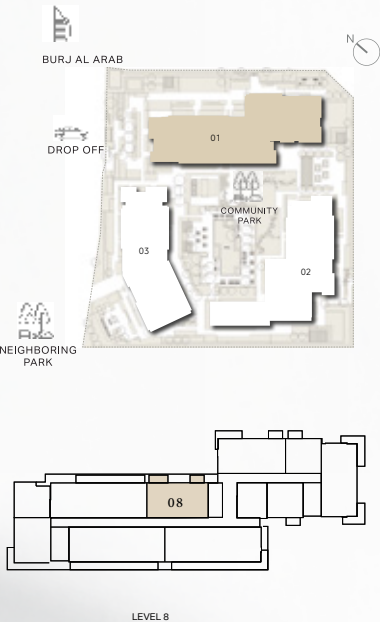 N
BURJ AL ARAB
DROP OFF
01
COMMUNITY
PARK
03
02
NEIGHBORING
PARK
08
LEVEL 8